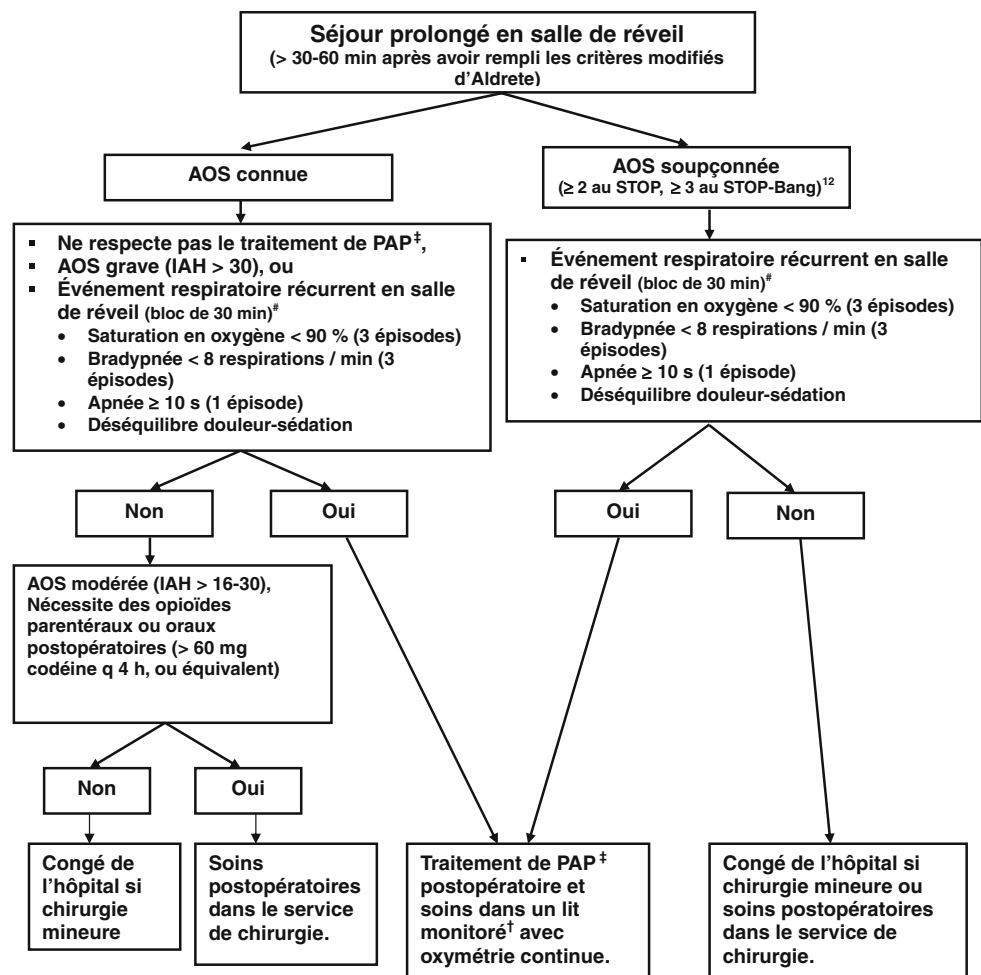 Séjour prolongé en salle de réveil
(> 30-60 min après avoir rempli les critères modifiés
d'Aldrete)
AOS connue
AOS soupçonnée
(≥ 2 au STOP, ≥ 3 au STOP-Bang)12
▪ Ne respecte pas le traitement de PAP‡,
▪ AOS grave (IAH > 30), ou
▪ Événement respiratoire récurrent en salle
de réveil (bloc de 30 min)#
• Saturation en oxygène < 90 % (3 épisodes)
• Bradypnée < 8 respirations / min (3
épisodes)
• Apnée ≥ 10 s (1 épisode)
• Déséquilibre douleur-sédation
▪ Événement respiratoire récurrent en salle
de réveil (bloc de 30 min)#
• Saturation en oxygène < 90 % (3 épisodes)
• Bradypnée < 8 respirations / min (3
épisodes)
• Apnée ≥ 10 s (1 épisode)
• Déséquilibre douleur-sédation
Non
Oui
Oui
Non
AOS modérée (IAH > 16-30),
Nécessite des opioïdes
parentéraux ou oraux
postopératoires (> 60 mg
codéine q 4 h, ou équivalent)
Non
Oui
Congé de
l'hôpital si
chirurgie
mineure
Soins
postopératoires
dans le service
de chirurgie.
Traitement de PAP‡
postopératoire et
soins dans un lit
monitoré† avec
oxymétrie continue.
Congé de l'hôpital si
chirurgie mineure ou
soins postopératoires
dans le service de
chirurgie.